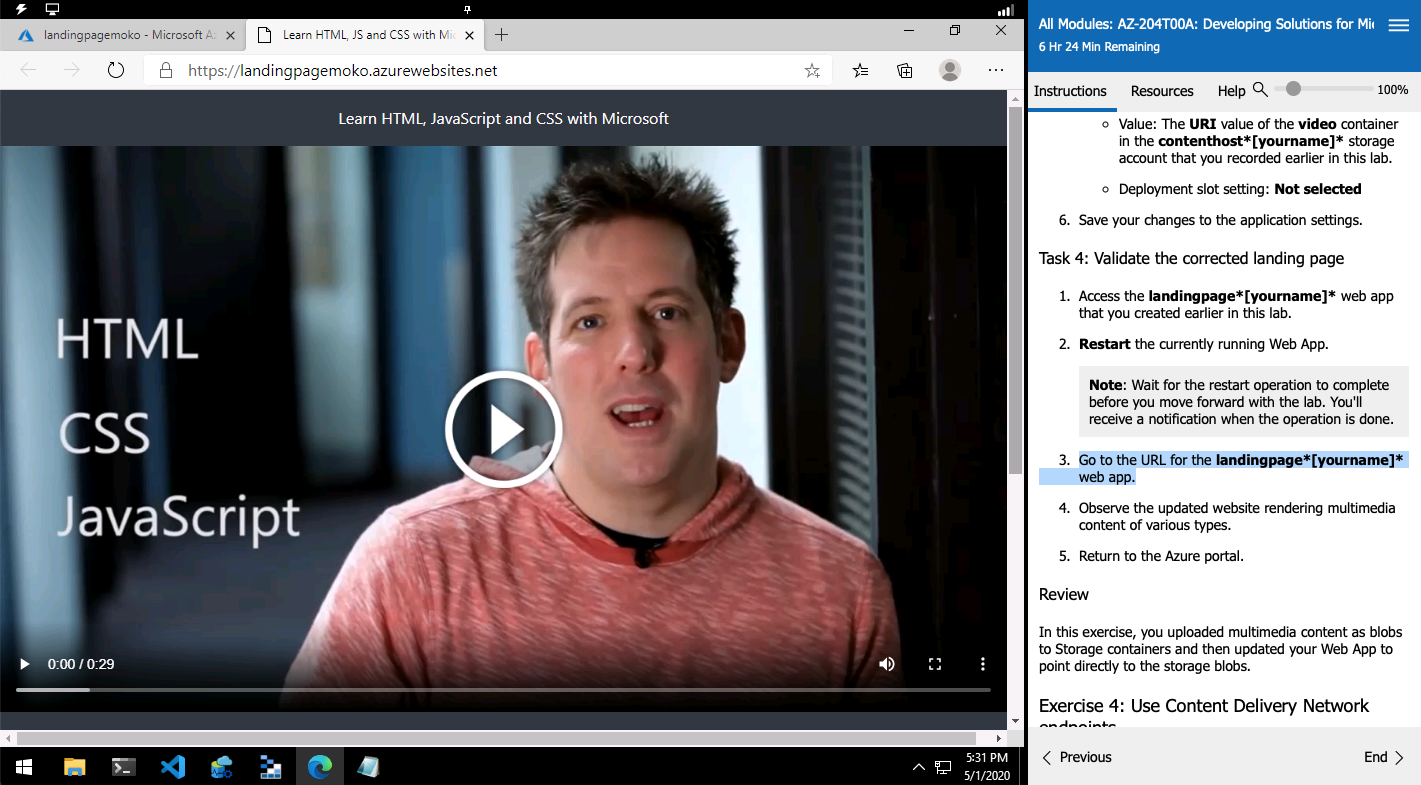 landingpagemoko - Microsoft Az
Learn HTML, JS and CSS with Mic
https://landingpagemoko.azurewebsites.net
Learn HTML, JavaScript and CSS with Microsoft
HTML
CSS
JavaScript
0:00 / 0:29
5:31 PM
5/1/2020
All Modules: AZ-204T00A: Developing Solutions for Mi
6 Hr 24 Min Remaining
Instructions Resources Help 100%
Value: The URI value of the video container
in the contenthost*[yourname]* storage
account that you recorded earlier in this lab.
Deployment slot setting: Not selected
6. Save your changes to the application settings.
Task 4: Validate the corrected landing page
1. Access the landingpage*[yourname]* web app
that you created earlier in this lab.
2. Restart the currently running Web App.
Note: Wait for the restart operation to complete
before you move forward with the lab. You'll
receive a notification when the operation is done.
3. Go to the URL for the landingpage*[yourname]*
web app.
4. Observe the updated website rendering multimedia
content of various types.
5. Return to the Azure portal.
Review
In this exercise, you uploaded multimedia content as blobs
to Storage containers and then updated your Web App to
point directly to the storage blobs.
Exercise 4: Use Content Delivery Network
endpoints
Previous End